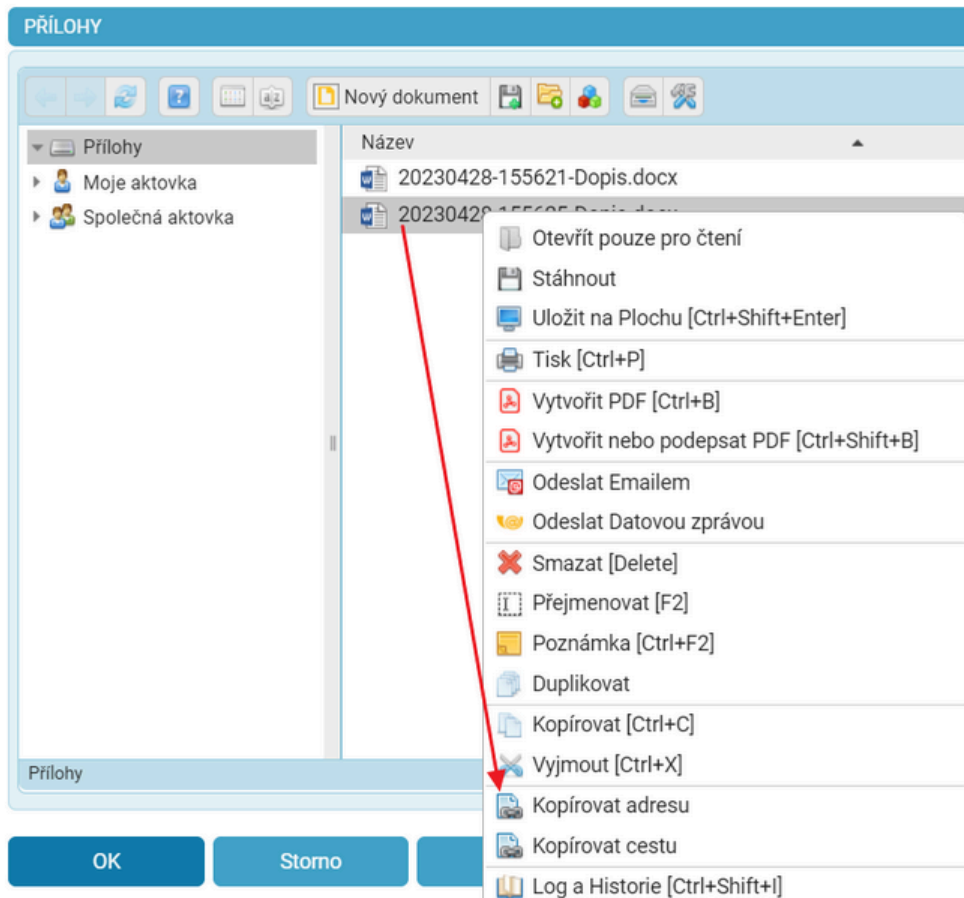 PŘÍLOHY
Nový dokument
Přílohy
Moje aktovka
Společná aktovka
Název
20230428-155621-Dopis.docx
Otevřít pouze pro čtení
Stáhnout
Uložit na Plochu [Ctrl+Shift+Enter]
Tisk [Ctrl+P]
Vytvořit PDF [Ctrl+B]
Vytvořit nebo podepsat PDF [Ctrl+Shift+B]
Odeslat Emailem
Odeslat Datovou zprávou
Smazat [Delete]
Přejmenovat [F2]
Poznámka [Ctrl+F2]
Duplikovat
Kopírovat [Ctrl+C]
Vyjmout [Ctrl+X]
Kopírovat adresu
Kopírovat cestu
Log a Historie [Ctrl+Shift+I]
Přílohy
OK
Storno